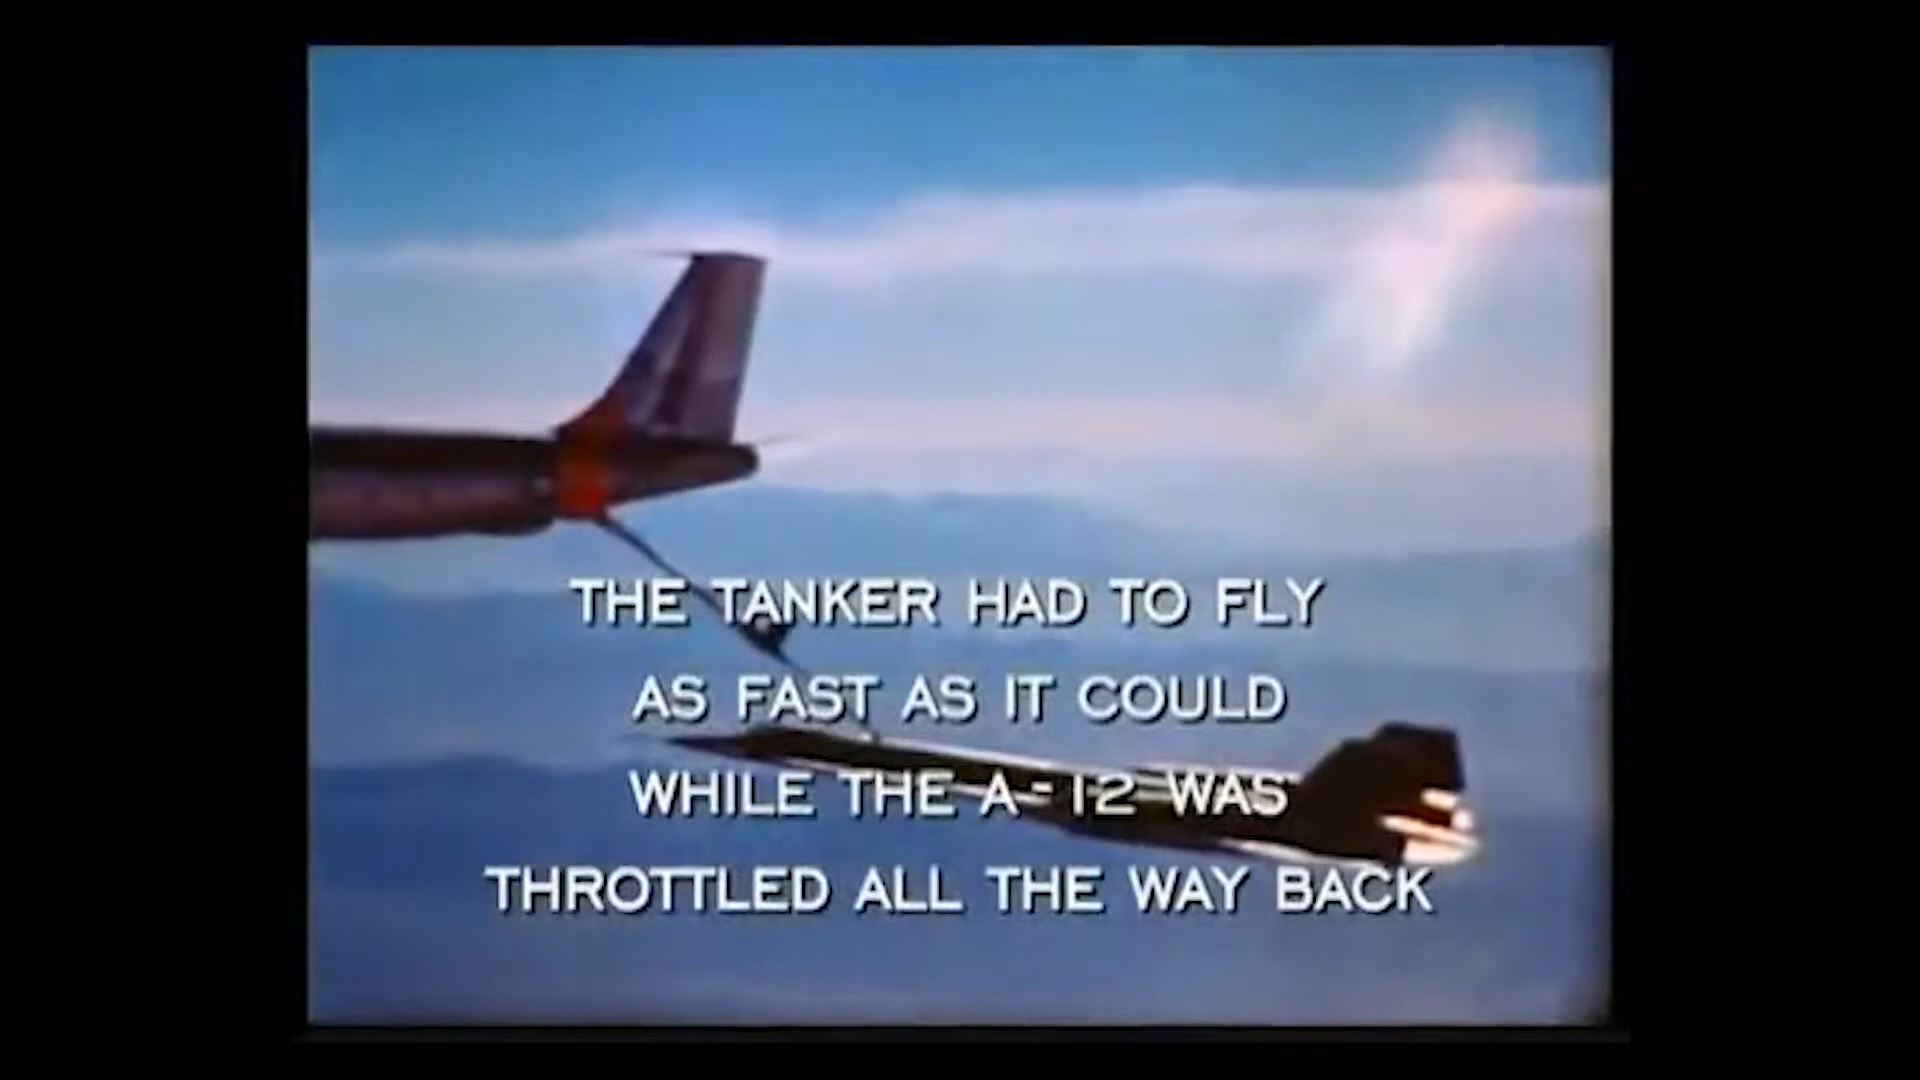 THE TANKER HAD TO FLY
AS FAST AS IT COULD
WHILE THE A-12 WAS
THROTTLED ALL THE WAY BACK